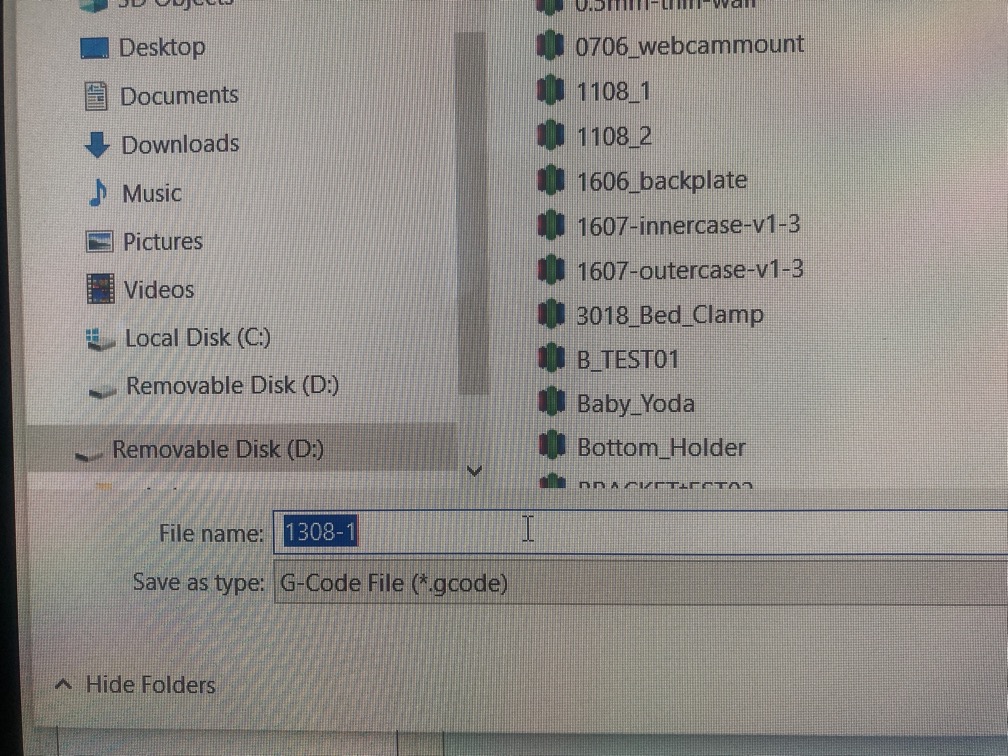 3D Objects
Desktop
Documents
Downloads
Music
Pictures
Videos
Local Disk (C:)
Removable Disk (D:)
Removable Disk (D:)
0.5mm-thin-wall
0706_webcammount
1108_1
1108_2
1606_backplate
1607-innercase-v1-3
1607-outercase-v1-3
3018_Bed_Clamp
B_TEST01
Baby_Yoda
Bottom_Holder
File name: 1308-1
Save as type: G-Code File (*.gcode)
Hide Folders